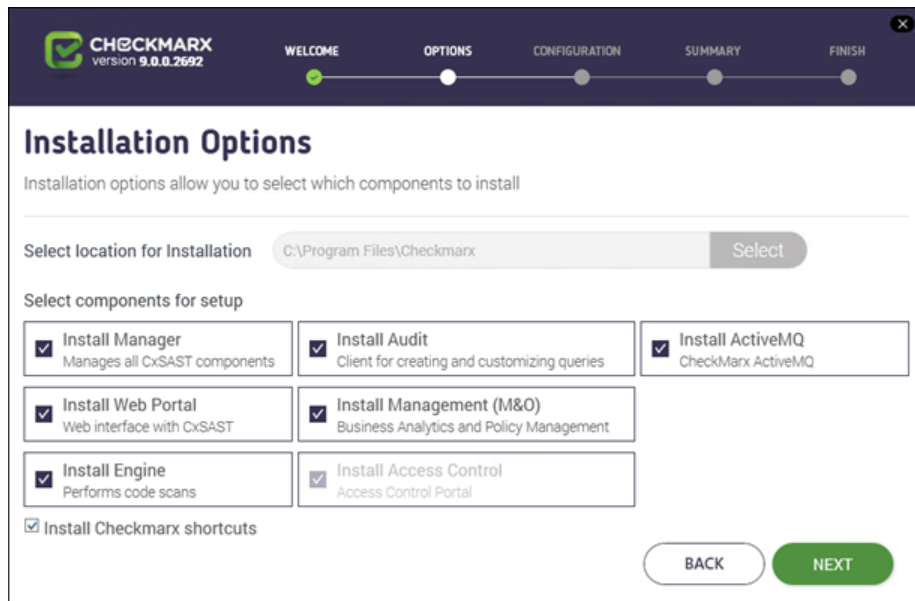 CHECKMARX
version 9.0.0.2692
WELCOME
OPTIONS
CONFIGURATION
SUMMARY
FINISH
Installation Options
Installation options allow you to select which components to install
Select location for Installation
C:\Program Files\Checkmarx
Select
Select components for setup
Install Manager
Manages all CxSAST components
Install Audit
Client for creating and customizing queries
Install ActiveMQ
CheckMarx ActiveMQ
Install Web Portal
Web interface with CxSAST
Install Management (M&O)
Business Analytics and Policy Management
Install Engine
Performs code scans
Install Access Control
Access Control Portal
Install Checkmarx shortcuts
BACK
NEXT